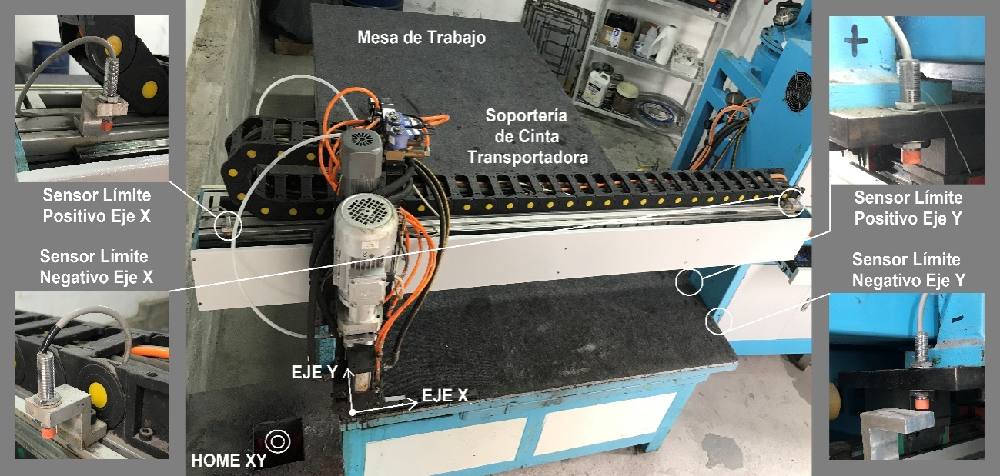 Mesa de Trabajo
Soportería
de Cinta
Transportadora
Sensor Límite
Positivo Eje X
Sensor Límite
Negativo Eje X
+
Sensor Límite
Positivo Eje Y
Sensor Límite
Negativo Eje Y
-
EJE Y
EJE X
HOME XY